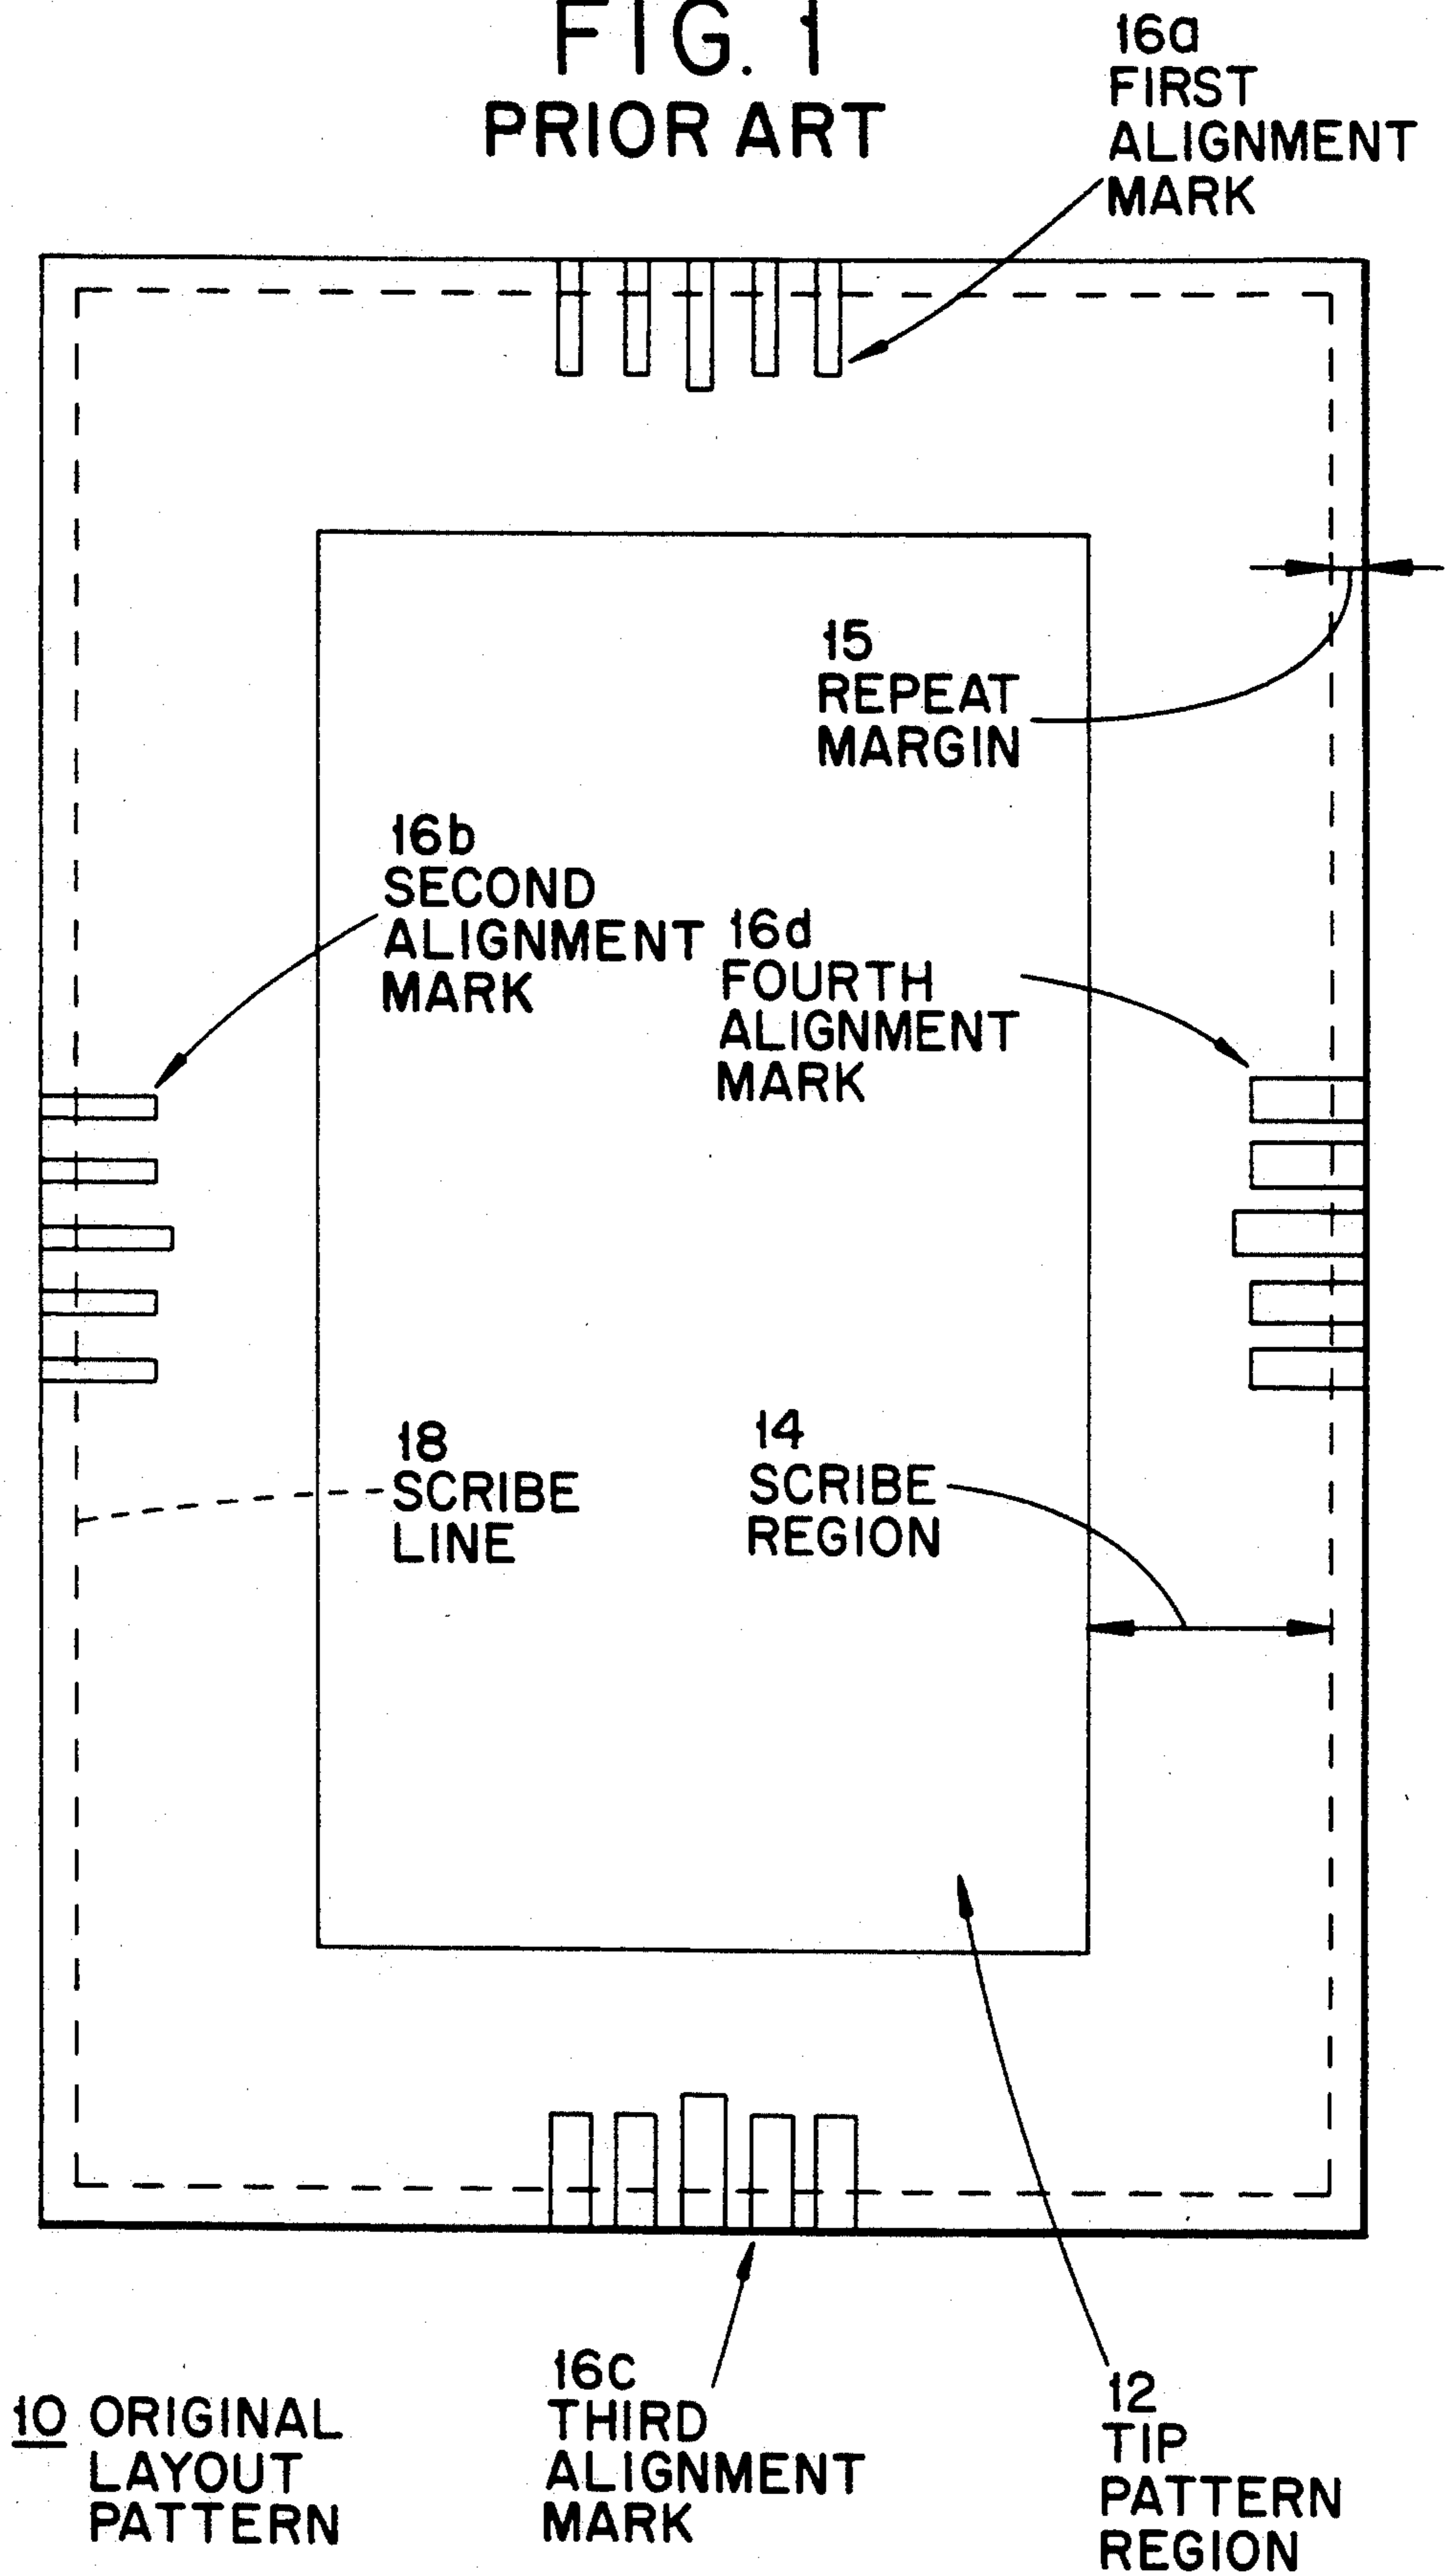 FIG. 1
PRIOR ART
16a
FIRST
ALIGNMENT
MARK
15
REPEAT
MARGIN
16b
SECOND
ALIGNMENT
MARK
16d
FOURTH
ALIGNMENT
MARK
18
SCRIBE
LINE
14
SCRIBE
REGION
10 ORIGINAL
LAYOUT
PATTERN
16c
THIRD
ALIGNMENT
MARK
12
TIP
PATTERN
REGION